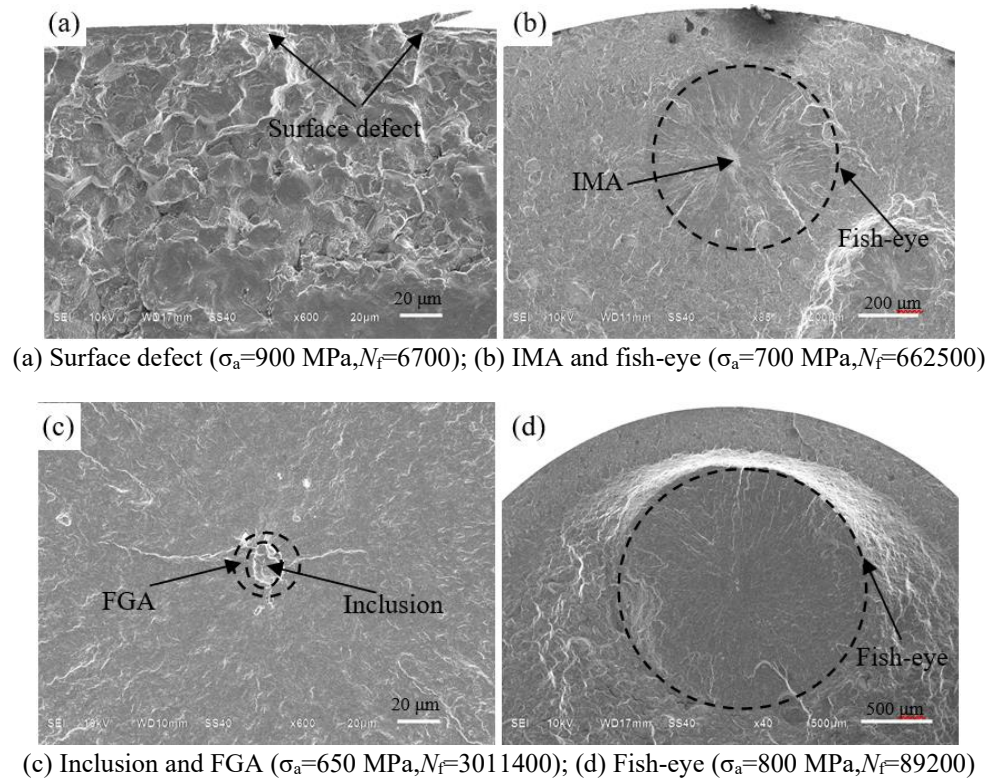 (a)
Surface defect
20 μm
SEI 10kV WD17mm SS40 x600 20μm
(b)
IMA
Fish-eye
200 μm
SEI 10kV WD11mm SS40
(a) Surface defect (σa=900 MPa,Nf=6700); (b) IMA and fish-eye (σa=700 MPa,Nf=662500)
(c)
FGA
Inclusion
20 μm
SEI WD10mm SS40 x600 20μm
(d)
Fish-eye
500 μm
SEI 10kV WD17mm SS40 x40 500μm
(c) Inclusion and FGA (σa=650 MPa,Nf=3011400); (d) Fish-eye (σa=800 MPa,Nf=89200)